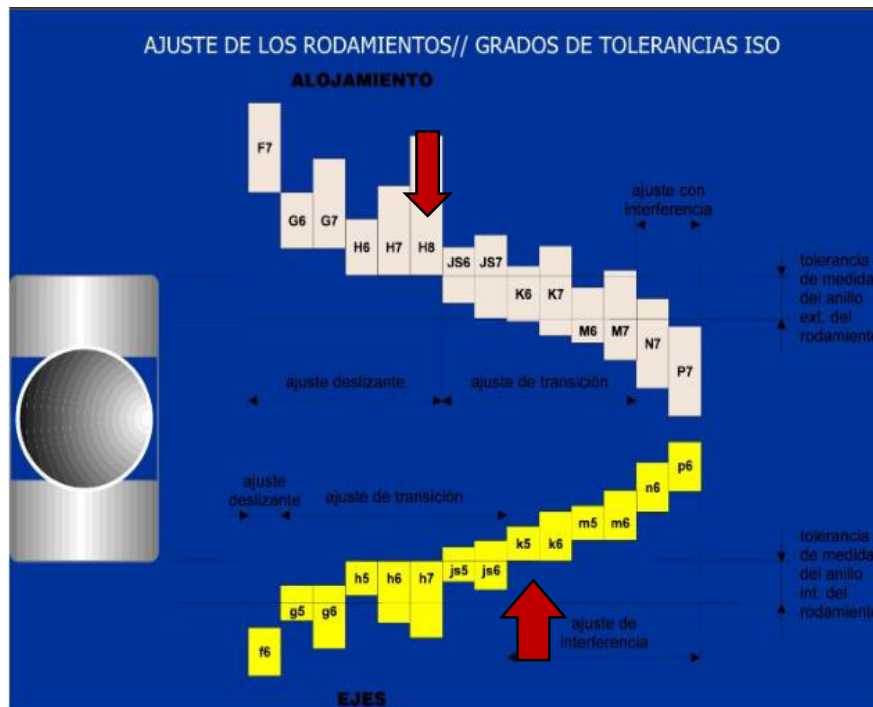 AJUSTE DE LOS RODAMIENTOS// GRADOS DE TOLERANCIAS ISO
ALOJAMIENTO
F7
G6
G7
H6
H7
H8
JS6
JS7
K6
K7
M6
M7
N7
P7
ajuste con
interferencia
tolerancia
de medida
del anillo
ext. del
rodamiento
ajuste deslizante
ajuste de transición
ajuste
deslizante
ajuste de transición
f6
g5
g6
h5
h6
h7
js5
js6
k5
k6
m5
m6
n6
p6
tolerancia
de medida
del anillo
int. del
rodamiento
ajuste de
interferencia
EJES